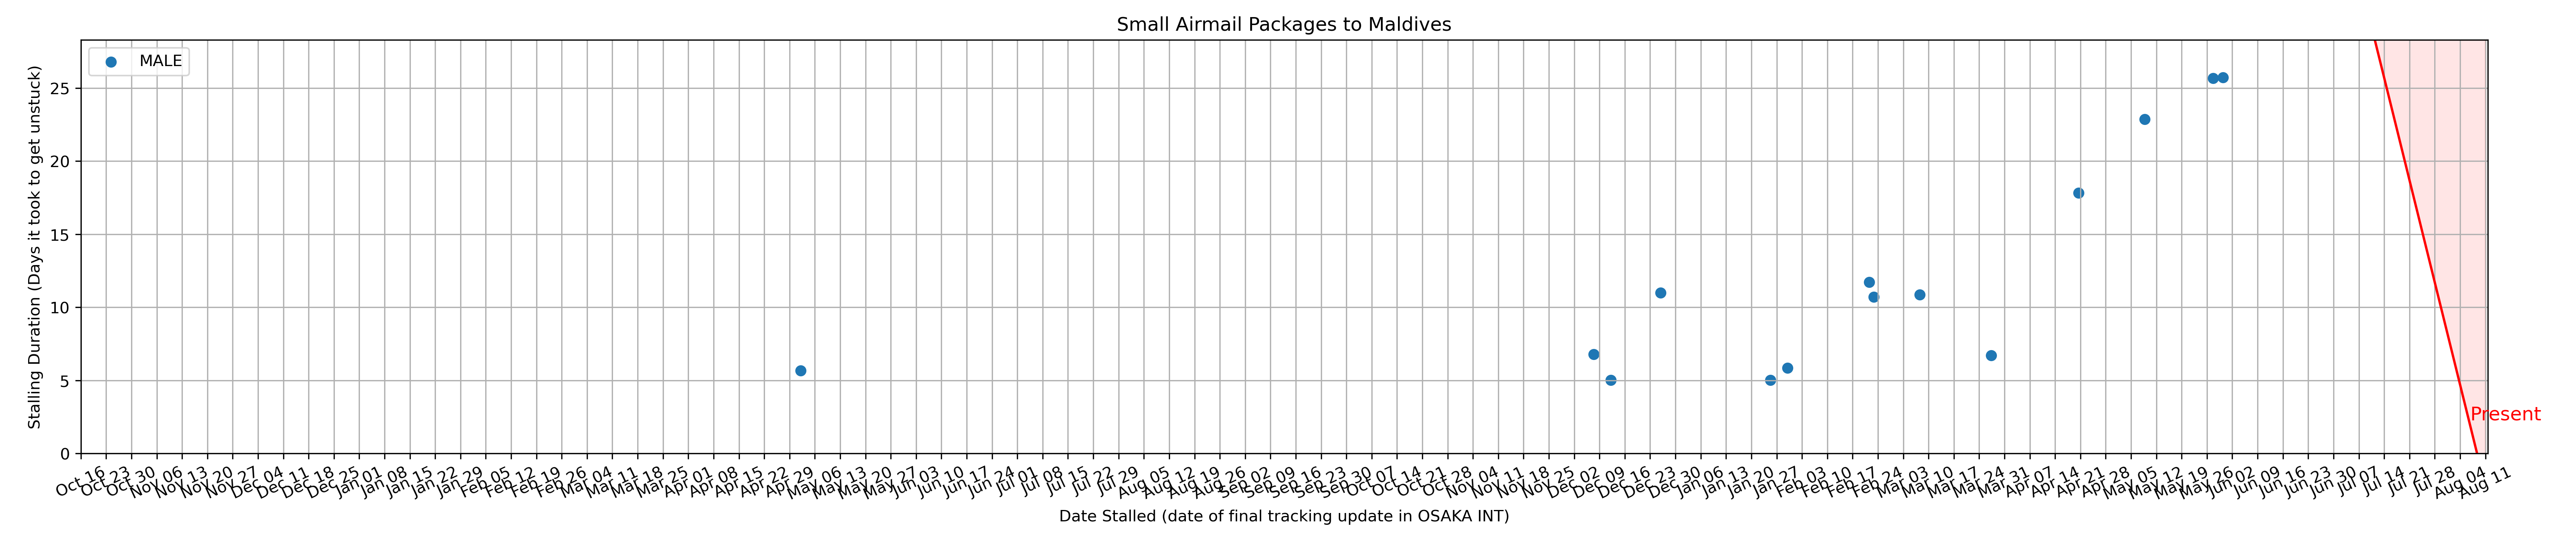 Small Airmail Packages to Maldives
MALE
Stalling Duration (Days it took to get unstuck)
25
20
15
10
5
0
Present
Oct 16 Oct 23 Oct 30 Nov 06 Nov 13 Nov 20 Nov 27 Dec 04 Dec 11 Dec 18 Dec 25 Jan 01 Jan 08 Jan 15 Jan 22 Jan 29 Feb 05 Feb 12 Feb 19 Feb 26 Mar 04 Mar 11 Mar 18 Mar 25 Apr 01 Apr 08 Apr 15 Apr 22 Apr 29 May 06 May 13 May 20 May 27 Jun 03 Jun 10 Jun 17 Jun 24 Jul 01 Jul 08 Jul 15 Jul 22 Jul 29 Aug 05 Aug 12 Aug 19 Aug 26 Sep 02 Sep 09 Sep 16 Sep 23 Sep 30 Oct 07 Oct 14 Oct 21 Oct 28 Nov 04 Nov 11 Nov 18 Nov 25 Dec 02 Dec 09 Dec 16 Dec 23 Dec 30 Jan 06 Jan 13 Jan 20 Jan 27 Feb 03 Feb 10 Feb 17 Feb 24 Mar 03 Mar 10 Mar 17 Mar 24 Mar 31 Apr 07 Apr 14 Apr 21 Apr 28 May 05 May 12 May 19 May 26 Jun 02 Jun 09 Jun 16 Jun 23 Jun 30 Jul 07 Jul 14 Jul 21 Jul 28 Aug 04 Aug 11
Date Stalled (date of final tracking update in OSAKA INT)